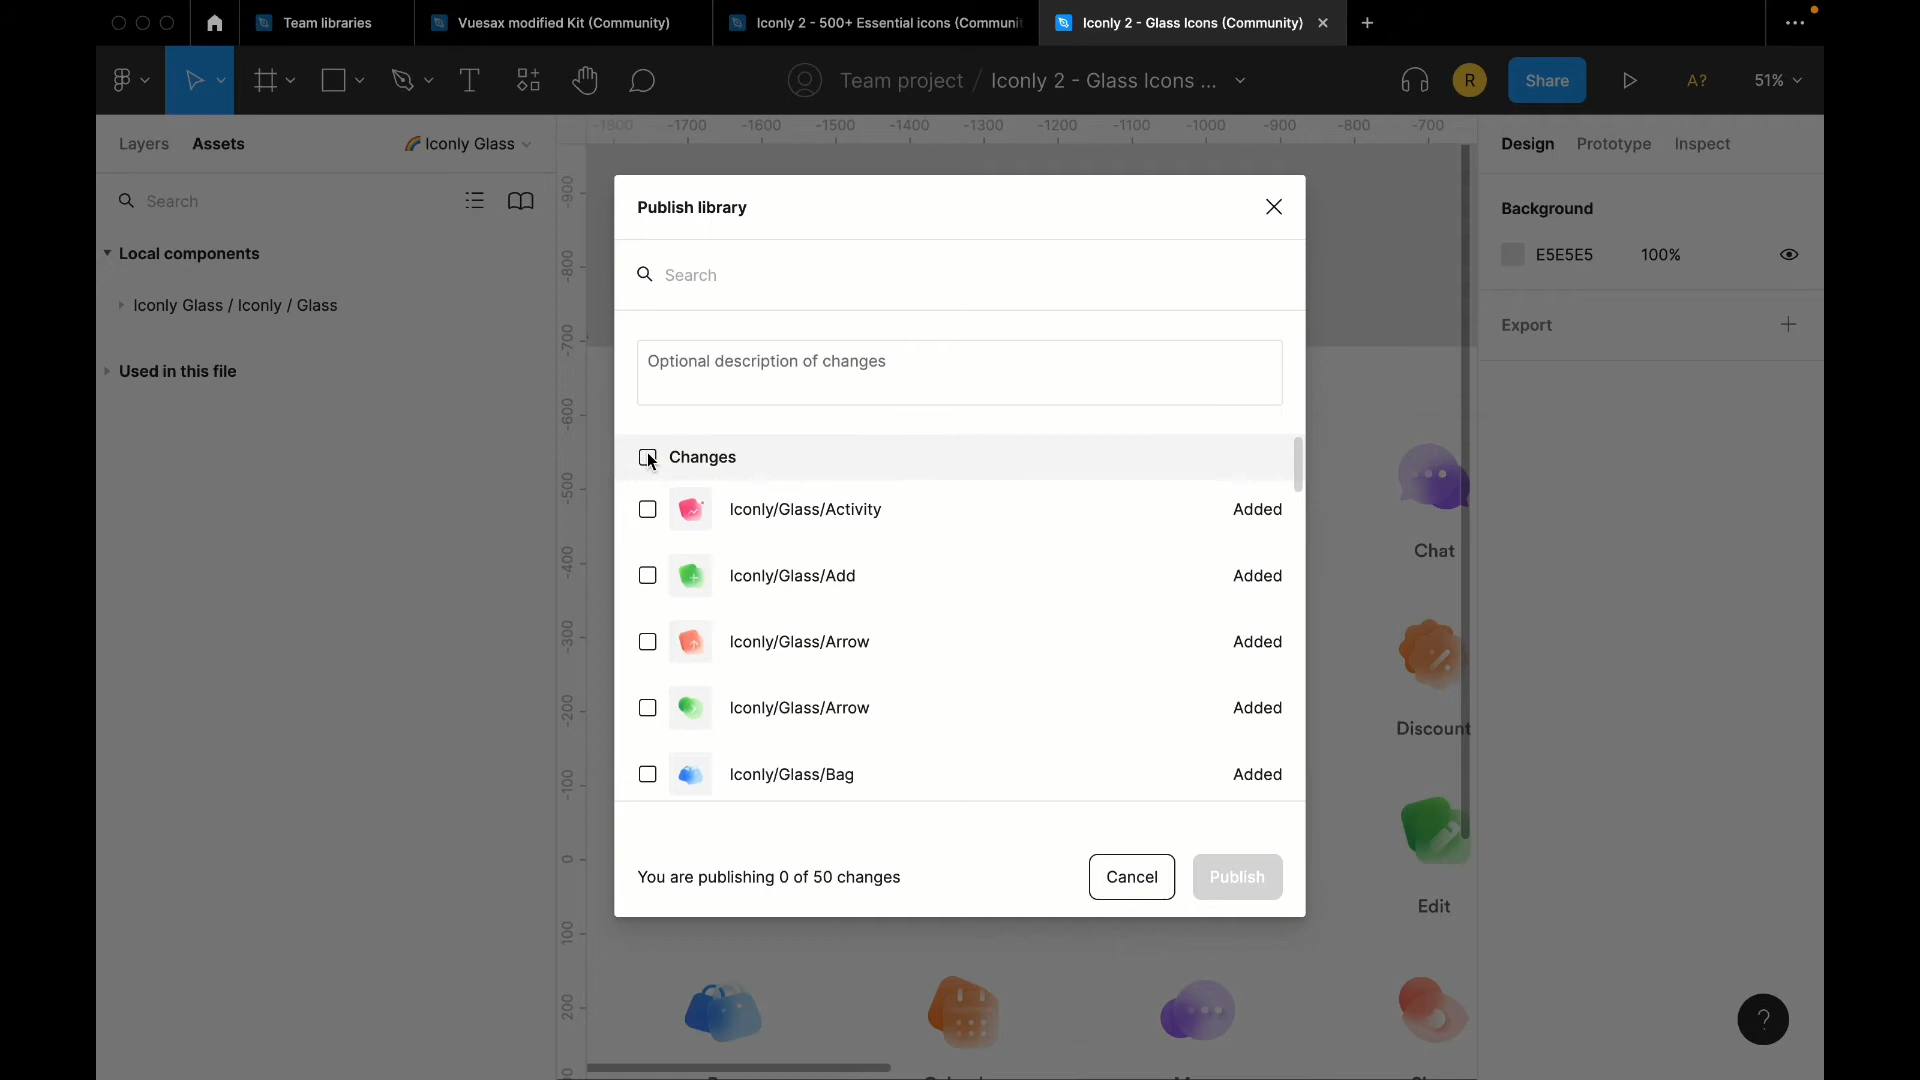 Team libraries
Vuesax modified Kit (Community)
Iconly 2 - 500+ Essential icons (Communit
Iconly 2 - Glass Icons (Community)
Team project / Iconly 2 - Glass Icons ...
R
Share
A?
51%
Layers
Assets
Iconly Glass
-1800 -1700 -1600 -1500 -1400 -1300 -1200 -1100 -1000 -900 -800 -700
Design
Prototype
Inspect
Search
Local components
Iconly Glass / Iconly / Glass
Used in this file
-900
-800
-700
-600
-500
-400
-300
-200
-100
0
100
200
Publish library
Search
Optional description of changes
Changes
Iconly/Glass/Activity
Added
Iconly/Glass/Add
Added
Iconly/Glass/Arrow
Added
Iconly/Glass/Arrow
Added
Iconly/Glass/Bag
Added
You are publishing 0 of 50 changes
Cancel
Publish
Chat
Discount
Edit
Background
E5E5E5
100%
Export
?